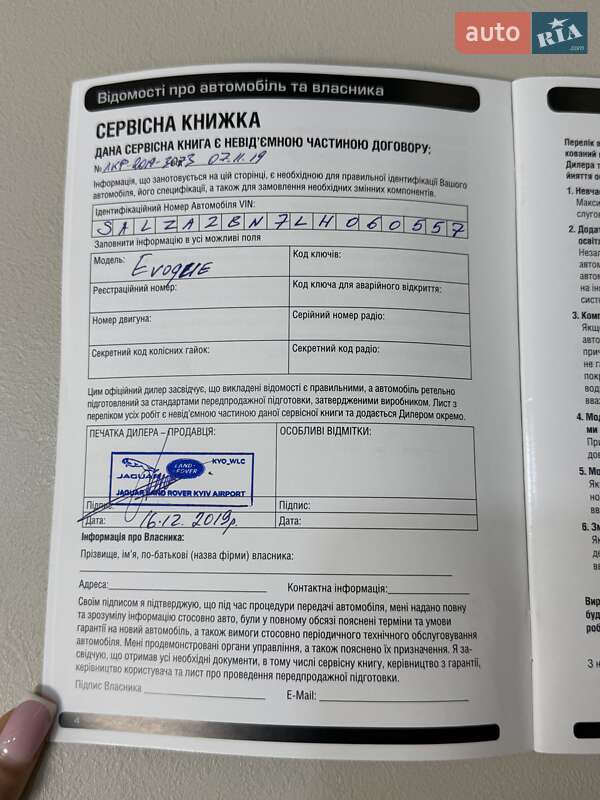 auto RIA .com
Відомості про автомобіль та власника
СЕРВІСНА КНИЖКА
ДАНА СЕРВІСНА КНИГА Є НЕВІД'ЄМНОЮ ЧАСТИНОЮ ДОГОВОРУ:
№ 07.11.19
Інформація, що занотовується на цій сторінці, є необхідною для правильної ідентифікації Вашого
автомобіля, його специфікації, а також для замовлення необхідних змінних компонентів.
Ідентифікаційний Номер Автомобіля VIN:
SALZA2BN7LH060557
Заповнити інформацію в усі можливі поля
Модель: Evoque Код ключів:
Реєстраційний номер: Код ключа для аварійного відкриття:
Номер двигуна: Серійний номер радіо:
Секретний код колісних гайок: Секретний код радіо:
Цим офіційний дилер засвідчує, що викладені відомості є правильними, а автомобіль ретельно
підготовлений за стандартами передпродажної підготовки, затвердженими виробником. Лист з
переліком усіх робіт є невід'ємною частиною даної сервісної книги та додається Дилером окремо.
ПЕЧАТКА ДИЛЕРА – ПРОДАВЦЯ: ОСОБЛИВІ ВІДМІТКИ:
KYO_WLC
JAGUAR LAND ROVER
JAGUAR LAND ROVER KYIV AIRPORT
Підпис: Підпис:
Дата: 16.12.2019р Дата:
Інформація про Власника:
Прізвище, ім'я, по-батькові (назва фірми) власника:
Адреса: Контактна інформація:
Своїм підписом я підтверджую, що під час процедури передачі автомобіля, мені надано повну
та зрозумілу інформацію стосовно авто, були у повному обсязі пояснені терміни та умови
гарантії на новий автомобіль, а також вимоги стосовно періодичного технічного обслуговування
автомобіля. Мені продемонстровані органи управління, а також пояснено їх призначення. Я за-
свідчую, що отримав усі необхідні документи, в тому числі сервісну книгу, керівництво з гарантії,
керівництво користувача та лист про проведення передпродажної підготовки.
Підпис Власника E-Mail:
4